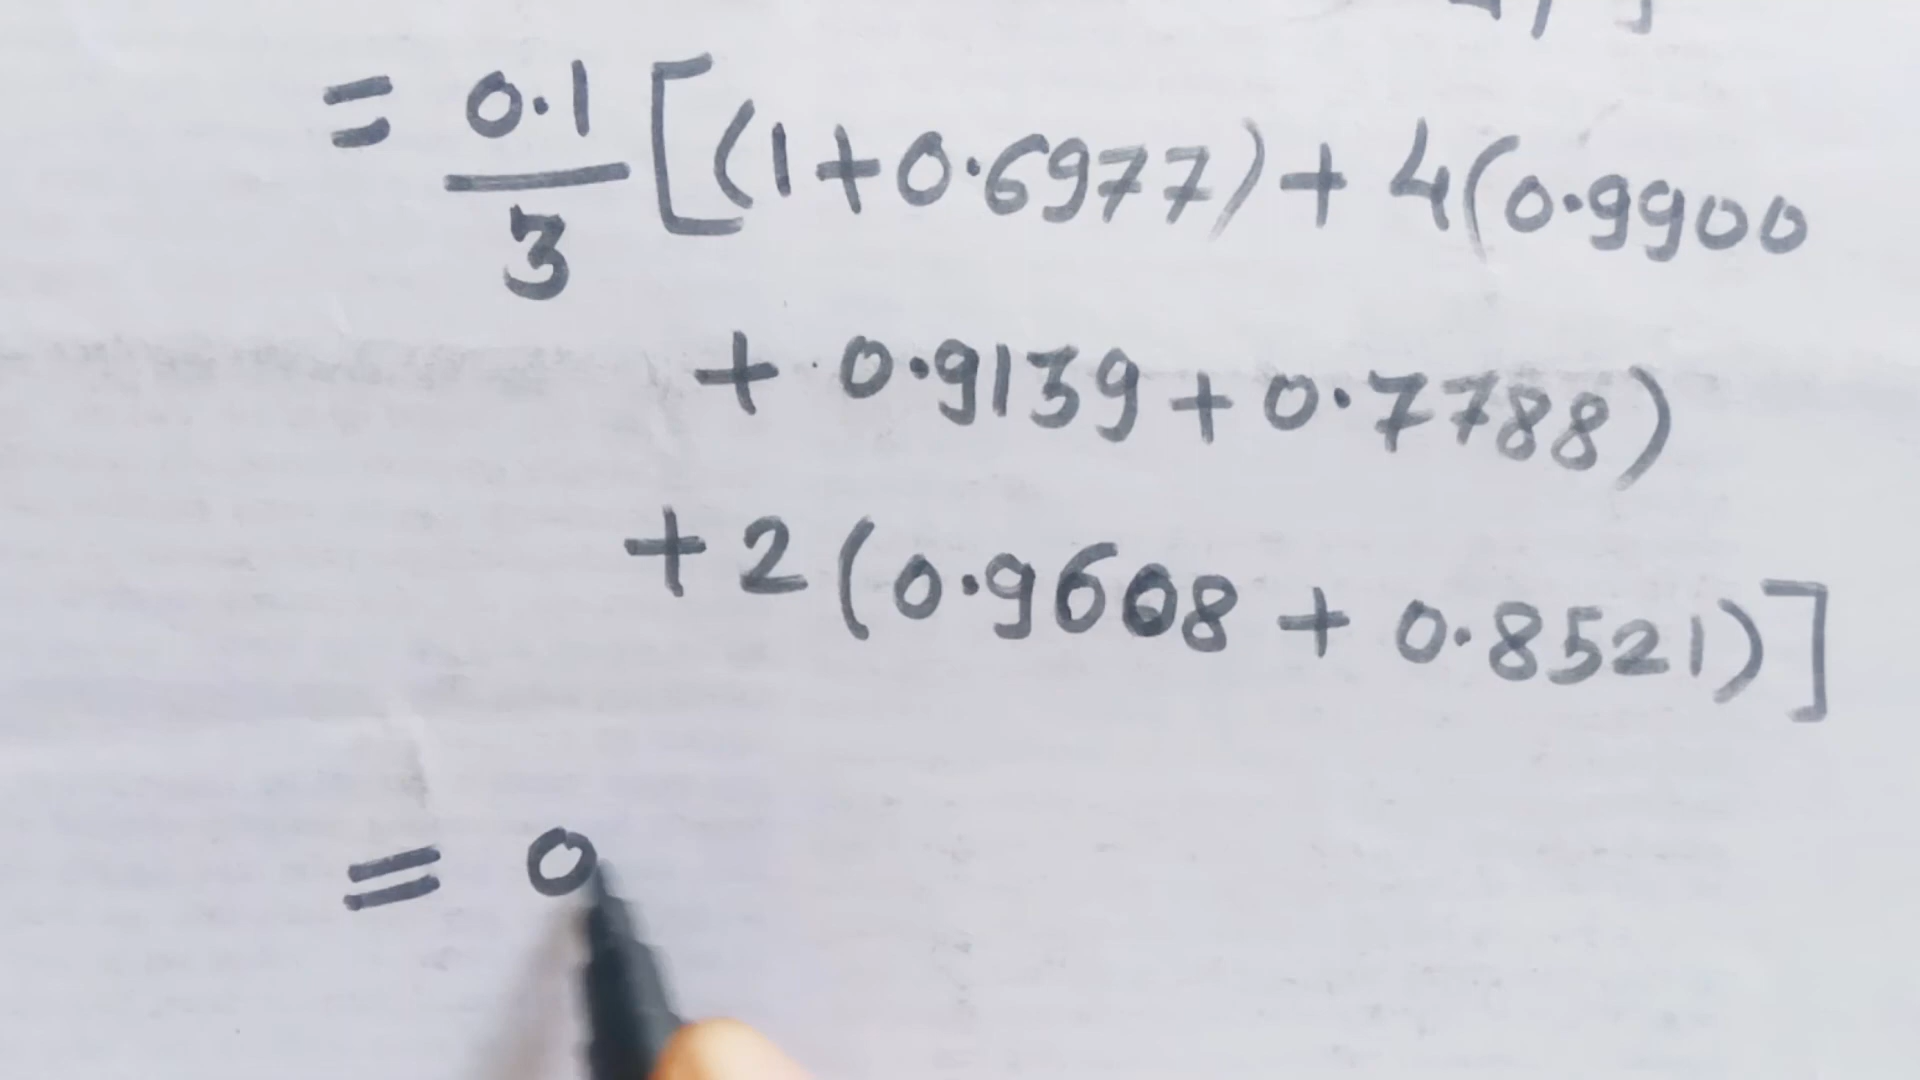 = 0.1/3 [(1+0.6977) + 4(0.9900
+ 0.9139 + 0.7788)
+ 2(0.9608 + 0.8521)]
= 0